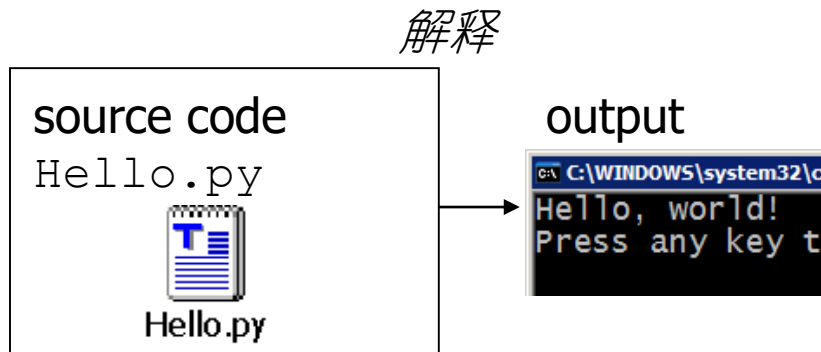 解释
source code
Hello.py
Hello.py
output
C:\WINDOWS\system32\c
Hello, world!
Press any key t